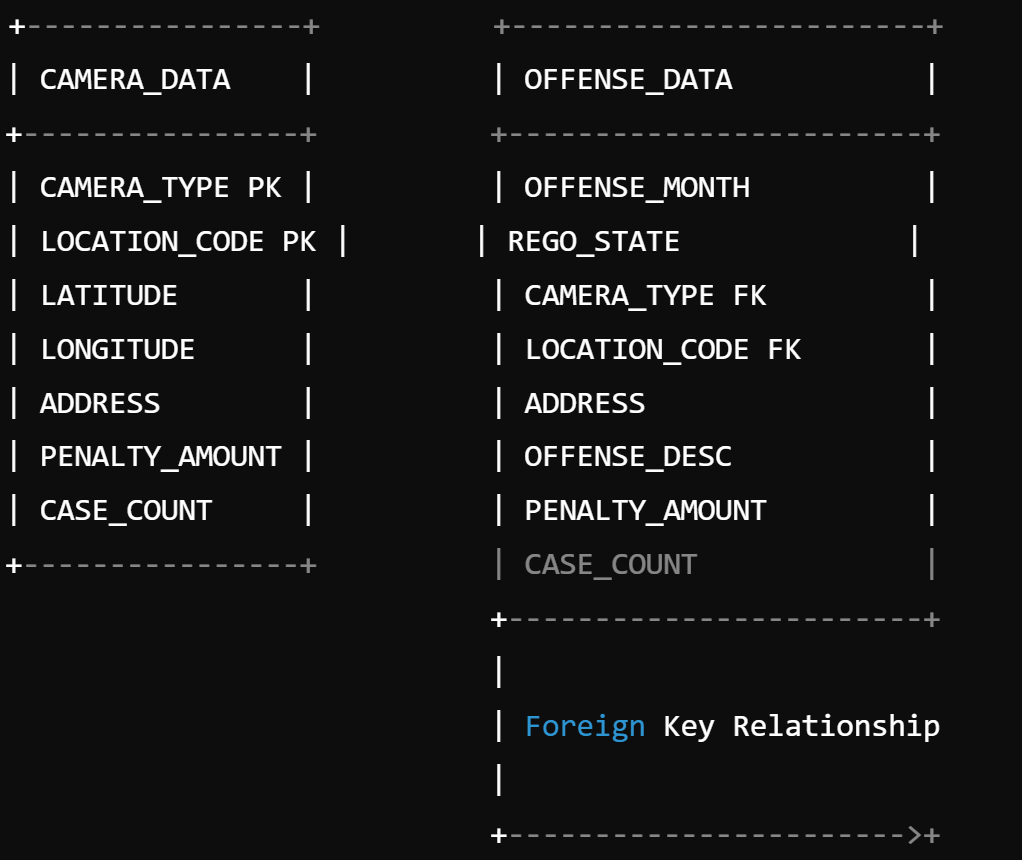 +----------------+ +------------------------+
| CAMERA_DATA | | OFFENSE_DATA |
+----------------+ +------------------------+
| CAMERA_TYPE PK | | OFFENSE_MONTH |
| LOCATION_CODE PK | | REGO_STATE |
| LATITUDE | | CAMERA_TYPE FK |
| LONGITUDE | | LOCATION_CODE FK |
| ADDRESS | | ADDRESS |
| PENALTY_AMOUNT | | OFFENSE_DESC |
| CASE_COUNT | | PENALTY_AMOUNT |
+----------------+ | CASE_COUNT |
+------------------------+
|
| Foreign Key Relationship
|
+----------------------->+